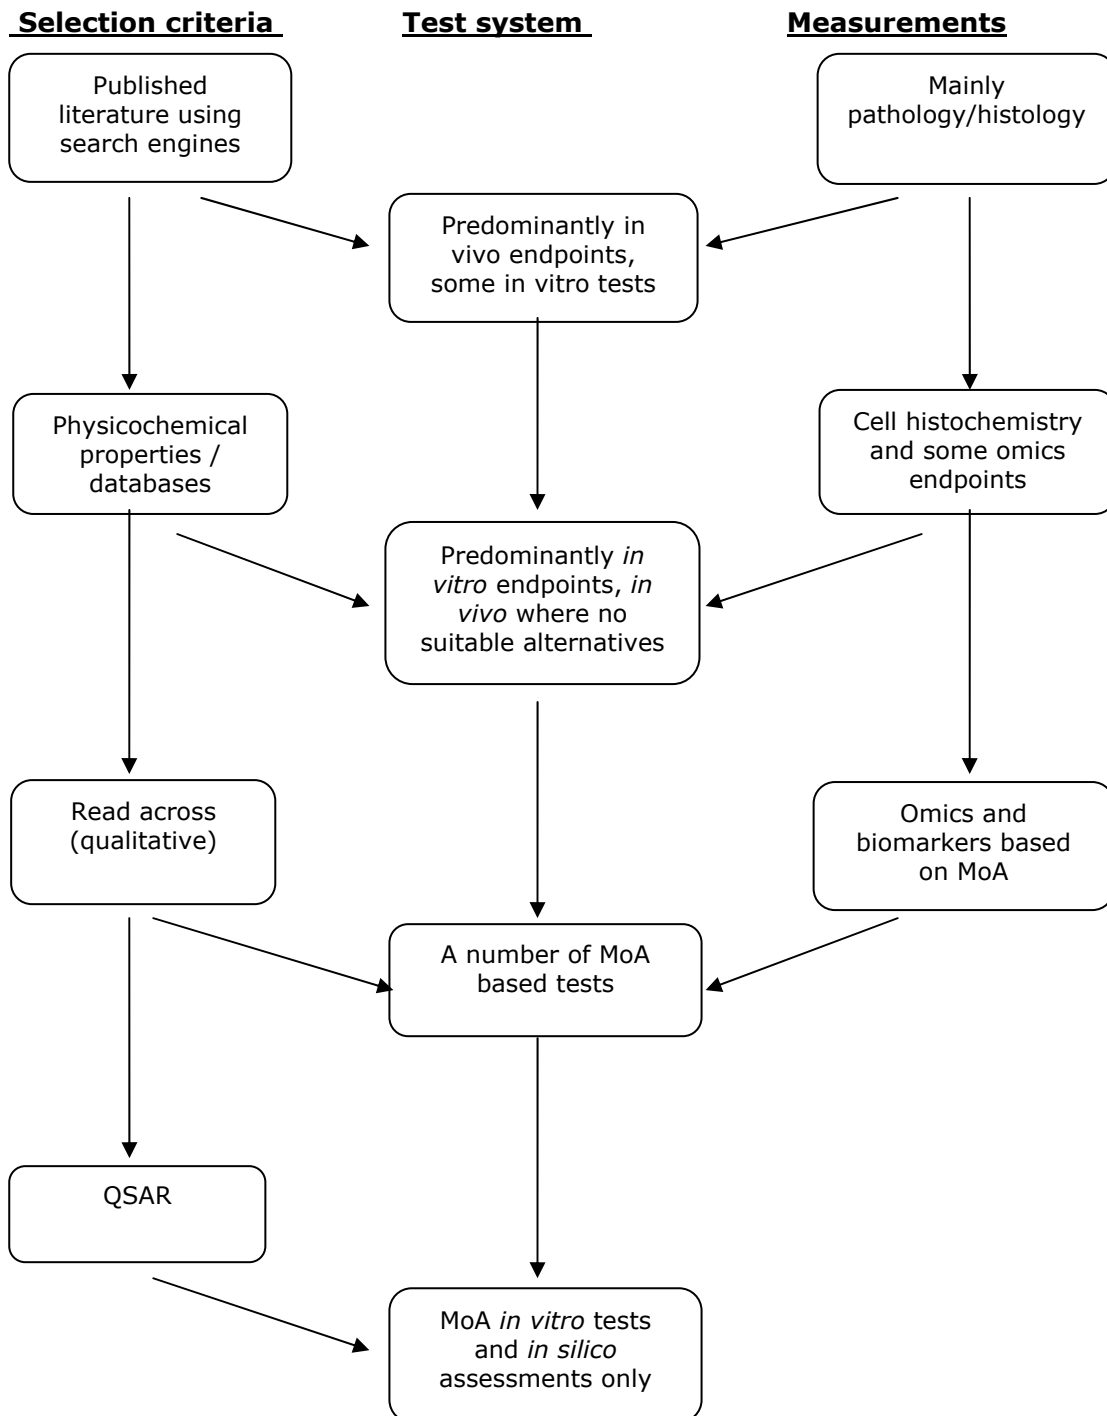 Selection criteria
Test system
Measurements
Published
literature using
search engines
Mainly
pathology/histology
Predominantly in
vivo endpoints,
some in vitro tests
Physicochemical
properties /
databases
Cell histochemistry
and some omics
endpoints
Predominantly in
vitro endpoints, in
vivo where no
suitable alternatives
Read across
(qualitative)
Omics and
biomarkers based
on MoA
A number of MoA
based tests
QSAR
MoA in vitro tests
and in silico
assessments only